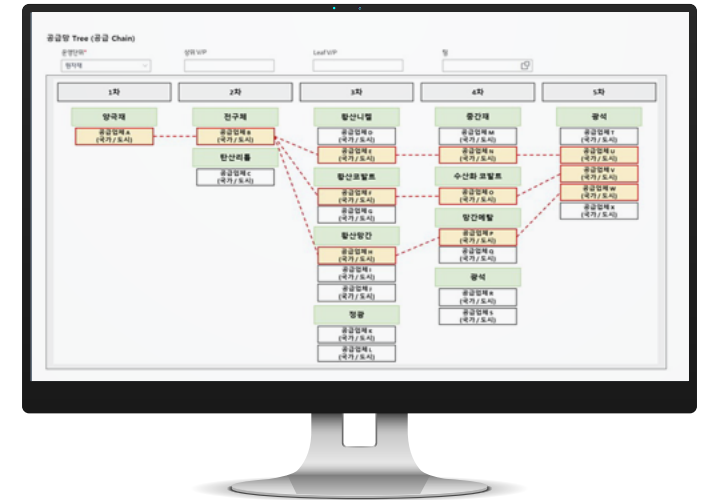 공급망 Tree (공급 Chain)
운영단위*
상위 V/P
Leaf V/P
팀
원자재
1차
2차
3차
4차
5차
양극재
공급업체 A
(국가 / 도시)
전구체
공급업체 B
(국가 / 도시)
탄산리튬
공급업체 C
(국가 / 도시)
황산니켈
공급업체 D
(국가 / 도시)
공급업체 E
(국가 / 도시)
황산코발트
공급업체 F
(국가 / 도시)
공급업체 G
(국가 / 도시)
황산망간
공급업체 H
(국가 / 도시)
공급업체 I
(국가 / 도시)
공급업체 J
(국가 / 도시)
정광
공급업체 K
(국가 / 도시)
공급업체 L
(국가 / 도시)
중간재
공급업체 M
(국가 / 도시)
공급업체 N
(국가 / 도시)
수산화 코발트
공급업체 O
(국가 / 도시)
망간메탈
공급업체 P
(국가 / 도시)
공급업체 Q
(국가 / 도시)
광석
공급업체 R
(국가 / 도시)
공급업체 S
(국가 / 도시)
광석
공급업체 T
(국가 / 도시)
공급업체 U
(국가 / 도시)
공급업체 V
(국가 / 도시)
공급업체 W
(국가 / 도시)
공급업체 X
(국가 / 도시)